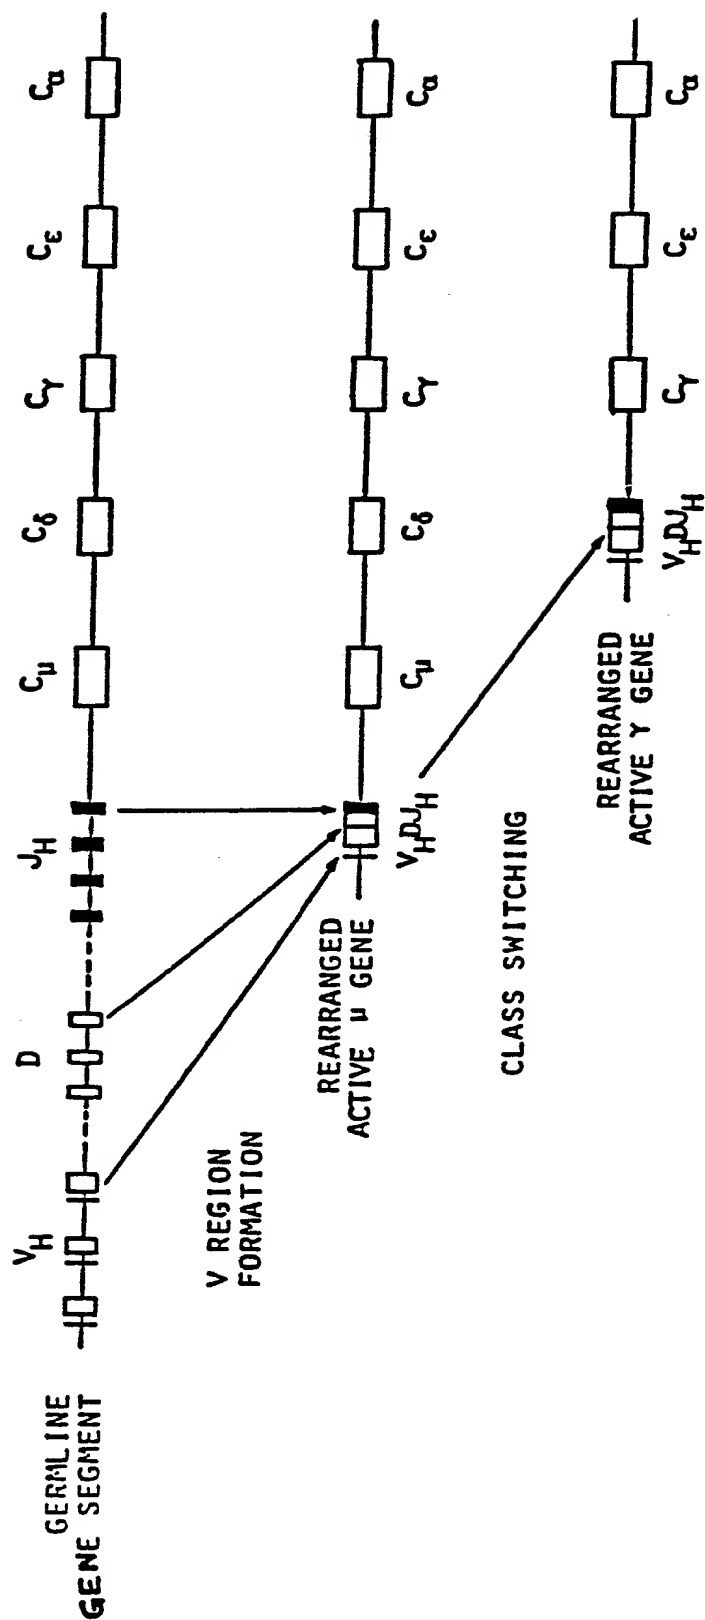 V_H D J_H C_μ C_δ C_γ C_ε C_α
GERMLINE
GENE SEGMENT
V REGION
FORMATION
V_HDJ_H C_μ C_δ C_γ C_ε C_α
REARRANGED
ACTIVE μ GENE
CLASS SWITCHING
V_HDJ_H C_γ C_ε C_α
REARRANGED
ACTIVE γ GENE